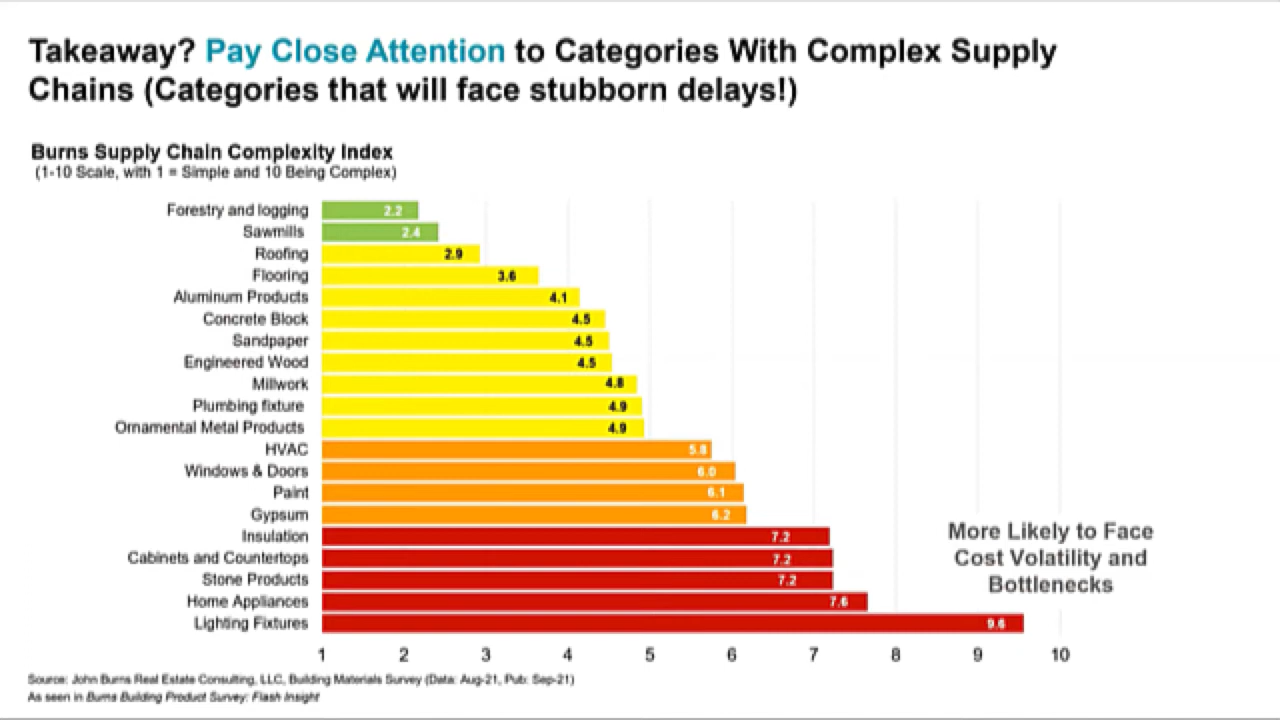 Takeaway? Pay Close Attention to Categories With Complex Supply
Chains (Categories that will face stubborn delays!)
Burns Supply Chain Complexity Index
(1-10 Scale, with 1 = Simple and 10 Being Complex)
Forestry and logging 2.2
Sawmills 2.4
Roofing 2.9
Flooring 3.6
Aluminum Products 4.1
Concrete Block 4.5
Sandpaper 4.5
Engineered Wood 4.5
Millwork 4.8
Plumbing fixture 4.9
Ornamental Metal Products 4.9
HVAC 5.8
Windows & Doors 6.0
Paint 6.1
Gypsum 6.2
Insulation 7.2
Cabinets and Countertops 7.2
Stone Products 7.2
Home Appliances 7.6
Lighting Fixtures 9.6
More Likely to Face
Cost Volatility and
Bottlenecks
1 2 3 4 5 6 7 8 9 10
Source: John Burns Real Estate Consulting, LLC, Building Materials Survey (Data: Aug-21, Pub: Sep-21)
As seen in Burns Building Product Survey: Flash Insight